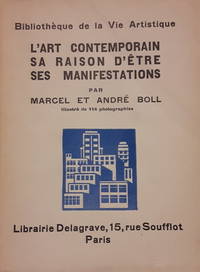 Bibliothèque de la Vie Artistique
L'ART CONTEMPORAIN
SA RAISON D'ÊTRE
SES MANIFESTATIONS
PAR
MARCEL ET ANDRÉ BOLL
Illustré de 114 photographies
Librairie Delagrave, 15, rue Soufflot
Paris